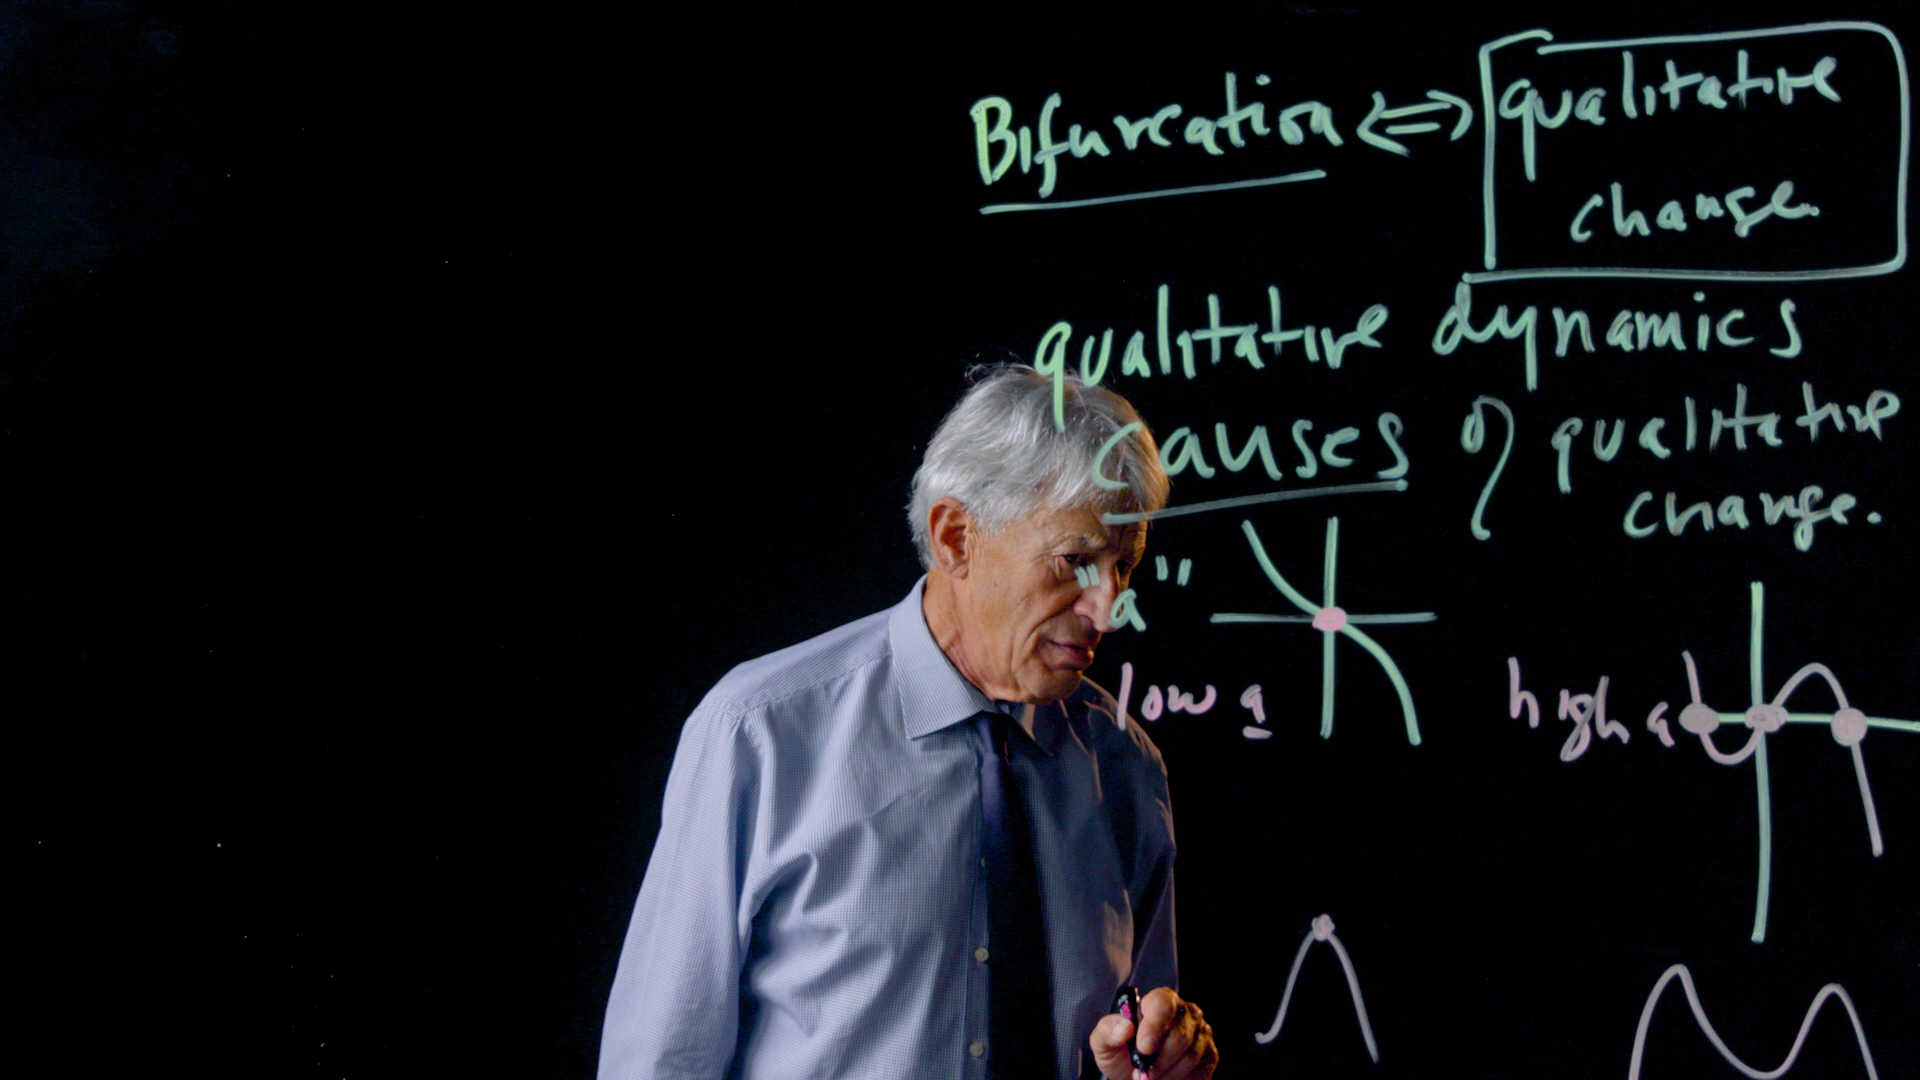 Bifurcation ⇔ qualitative
change.
qualitative dynamics
causes of qualitative
change.
"a"
low a
high a